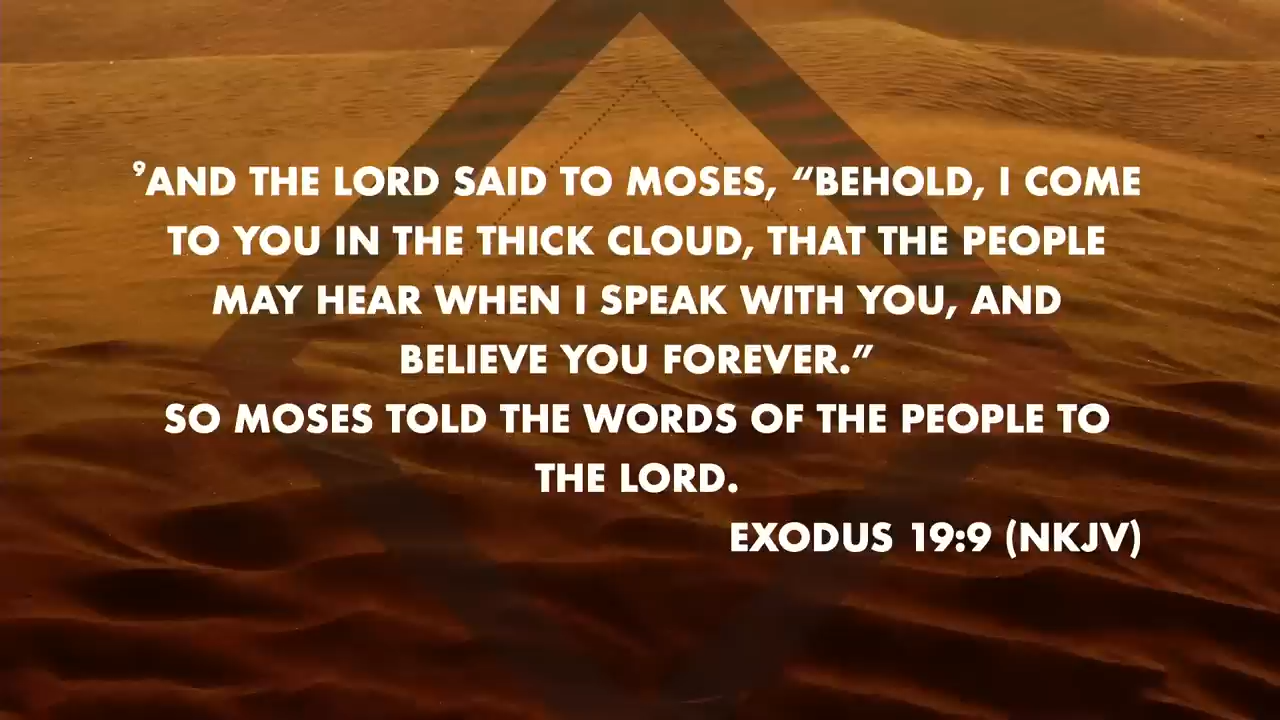 ⁹AND THE LORD SAID TO MOSES, “BEHOLD, I COME
TO YOU IN THE THICK CLOUD, THAT THE PEOPLE
MAY HEAR WHEN I SPEAK WITH YOU, AND
BELIEVE YOU FOREVER.”
SO MOSES TOLD THE WORDS OF THE PEOPLE TO
THE LORD.
EXODUS 19:9 (NKJV)